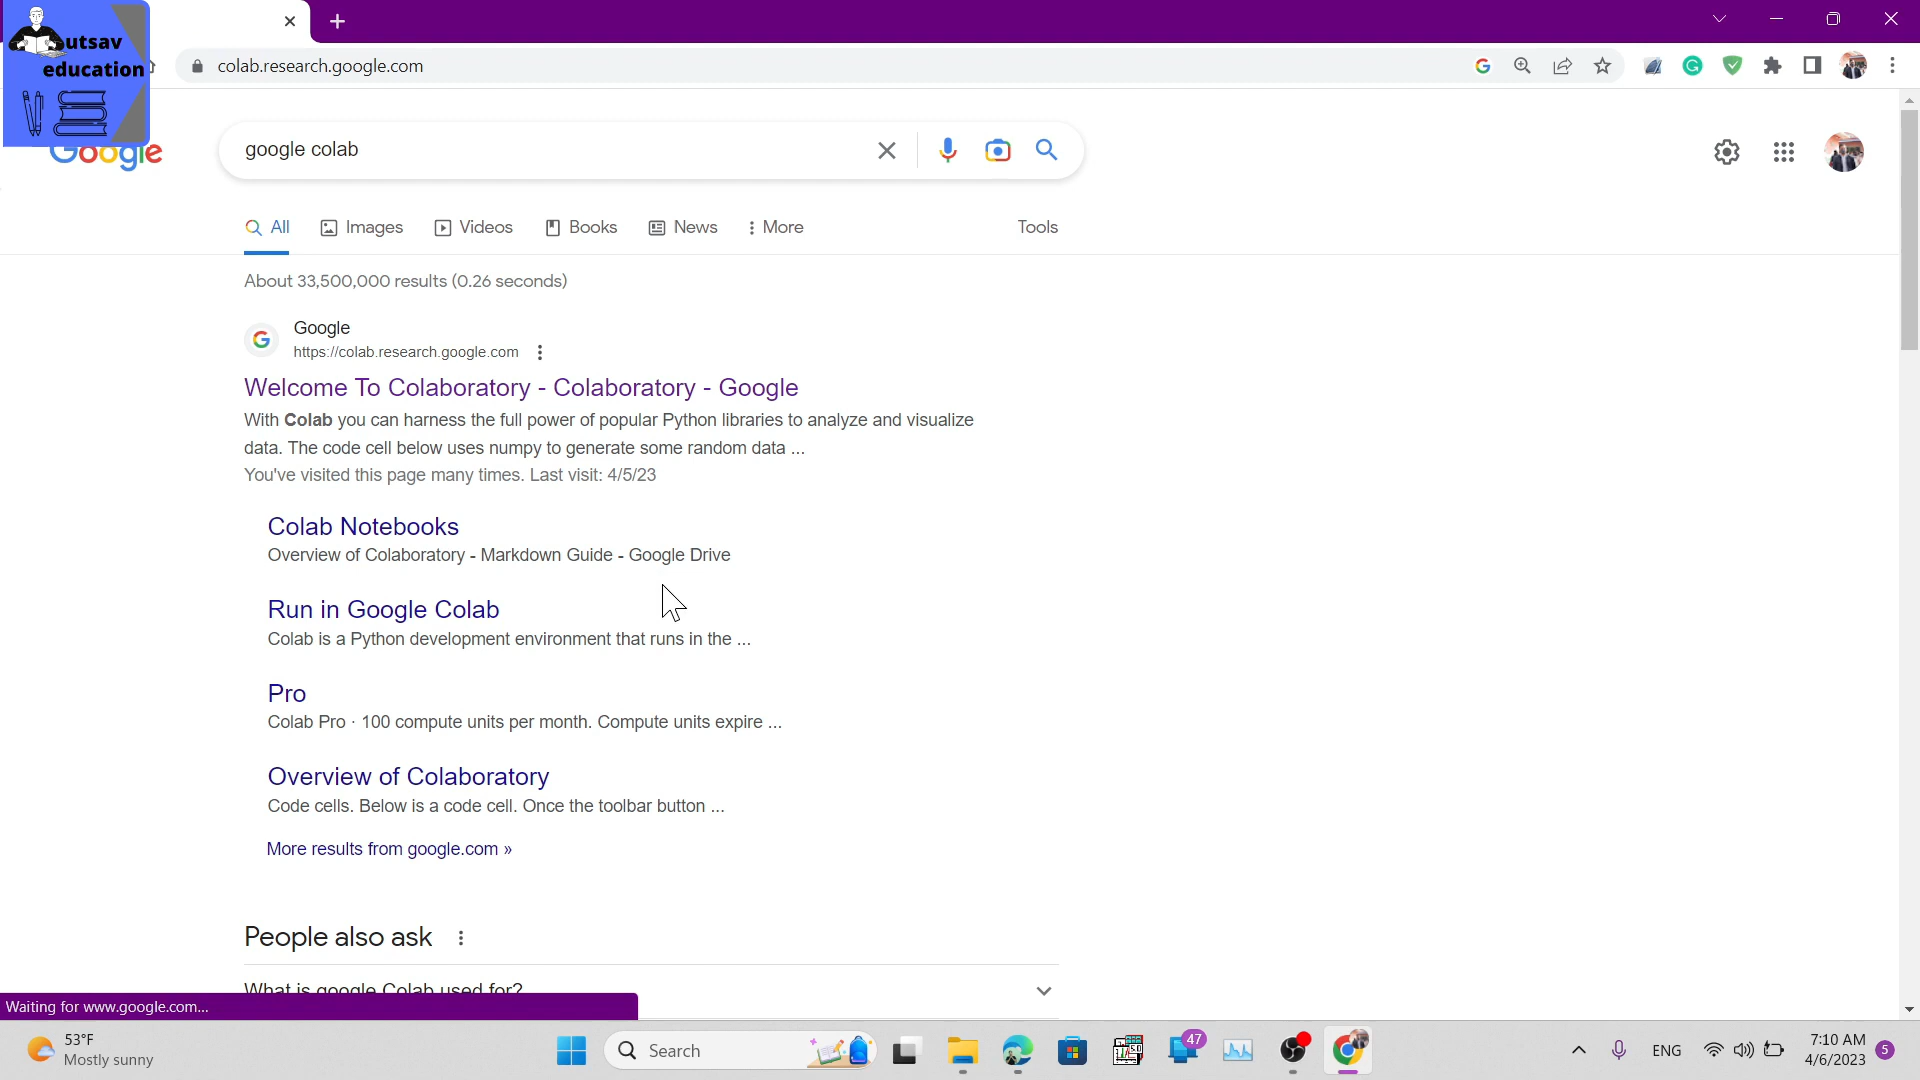 utsav
education
colab.research.google.com
Google
google colab
All
Images
Videos
Books
News
More
Tools
About 33,500,000 results (0.26 seconds)
Google
https://colab.research.google.com
Welcome To Colaboratory - Colaboratory - Google
With Colab you can harness the full power of popular Python libraries to analyze and visualize
data. The code cell below uses numpy to generate some random data ...
You've visited this page many times. Last visit: 4/5/23
Colab Notebooks
Overview of Colaboratory - Markdown Guide - Google Drive
Run in Google Colab
Colab is a Python development environment that runs in the ...
Pro
Colab Pro · 100 compute units per month. Compute units expire ...
Overview of Colaboratory
Code cells. Below is a code cell. Once the toolbar button ...
More results from google.com »
People also ask
What is google Colab used for?
Waiting for www.google.com...
53°F
Mostly sunny
Search
47
ENG
7:10 AM
4/6/2023
5